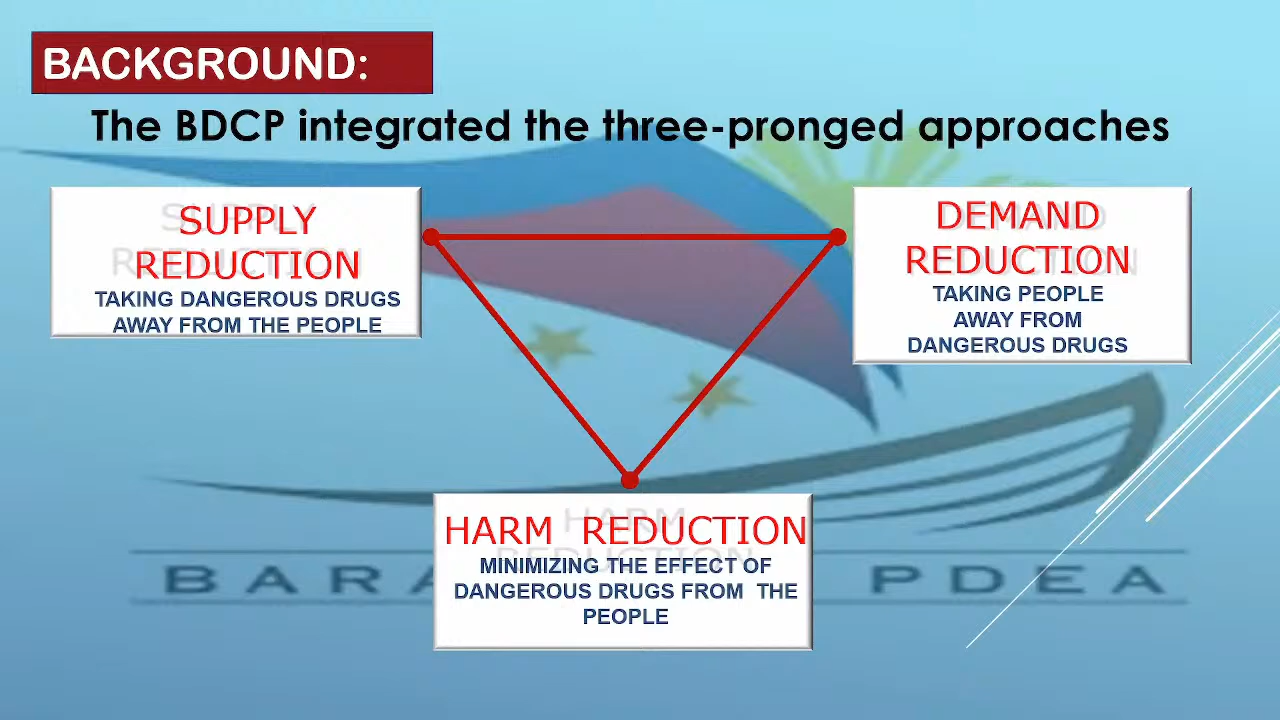 BACKGROUND:
The BDCP integrated the three-pronged approaches
SUPPLY
REDUCTION
TAKING DANGEROUS DRUGS
AWAY FROM THE PEOPLE
DEMAND
REDUCTION
TAKING PEOPLE
AWAY FROM
DANGEROUS DRUGS
HARM REDUCTION
MINIMIZING THE EFFECT OF
DANGEROUS DRUGS FROM THE
PEOPLE
PDEA